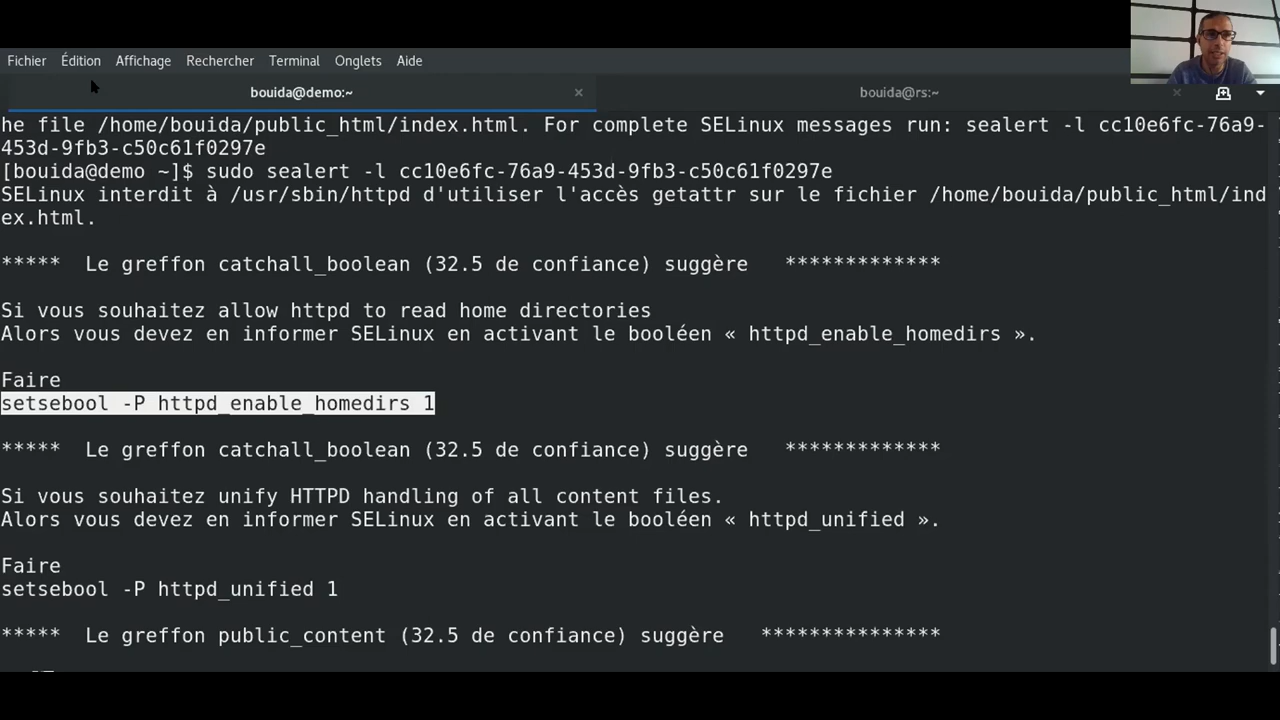 Fichier Édition Affichage Rechercher Terminal Onglets Aide
bouida@demo:~ × bouida@rs:~ ×
he file /home/bouida/public_html/index.html. For complete SELinux messages run: sealert -l cc10e6fc-76a9-
453d-9fb3-c50c61f0297e
[bouida@demo ~]$ sudo sealert -l cc10e6fc-76a9-453d-9fb3-c50c61f0297e
SELinux interdit à /usr/sbin/httpd d'utiliser l'accès getattr sur le fichier /home/bouida/public_html/ind
ex.html.
***** Le greffon catchall_boolean (32.5 de confiance) suggère *************
Si vous souhaitez allow httpd to read home directories
Alors vous devez en informer SELinux en activant le booléen « httpd_enable_homedirs ».
Faire
setsebool -P httpd_enable_homedirs 1
***** Le greffon catchall_boolean (32.5 de confiance) suggère *************
Si vous souhaitez unify HTTPD handling of all content files.
Alors vous devez en informer SELinux en activant le booléen « httpd_unified ».
Faire
setsebool -P httpd_unified 1
***** Le greffon public_content (32.5 de confiance) suggère ***************